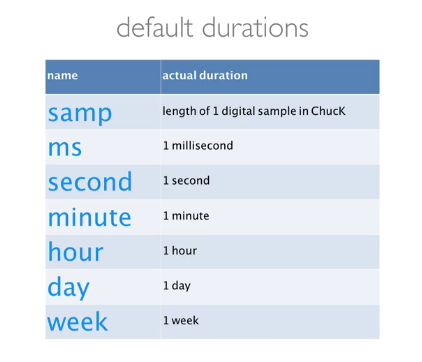 default durations
name actual duration
samp length of 1 digital sample in ChucK
ms 1 millisecond
second 1 second
minute 1 minute
hour 1 hour
day 1 day
week 1 week